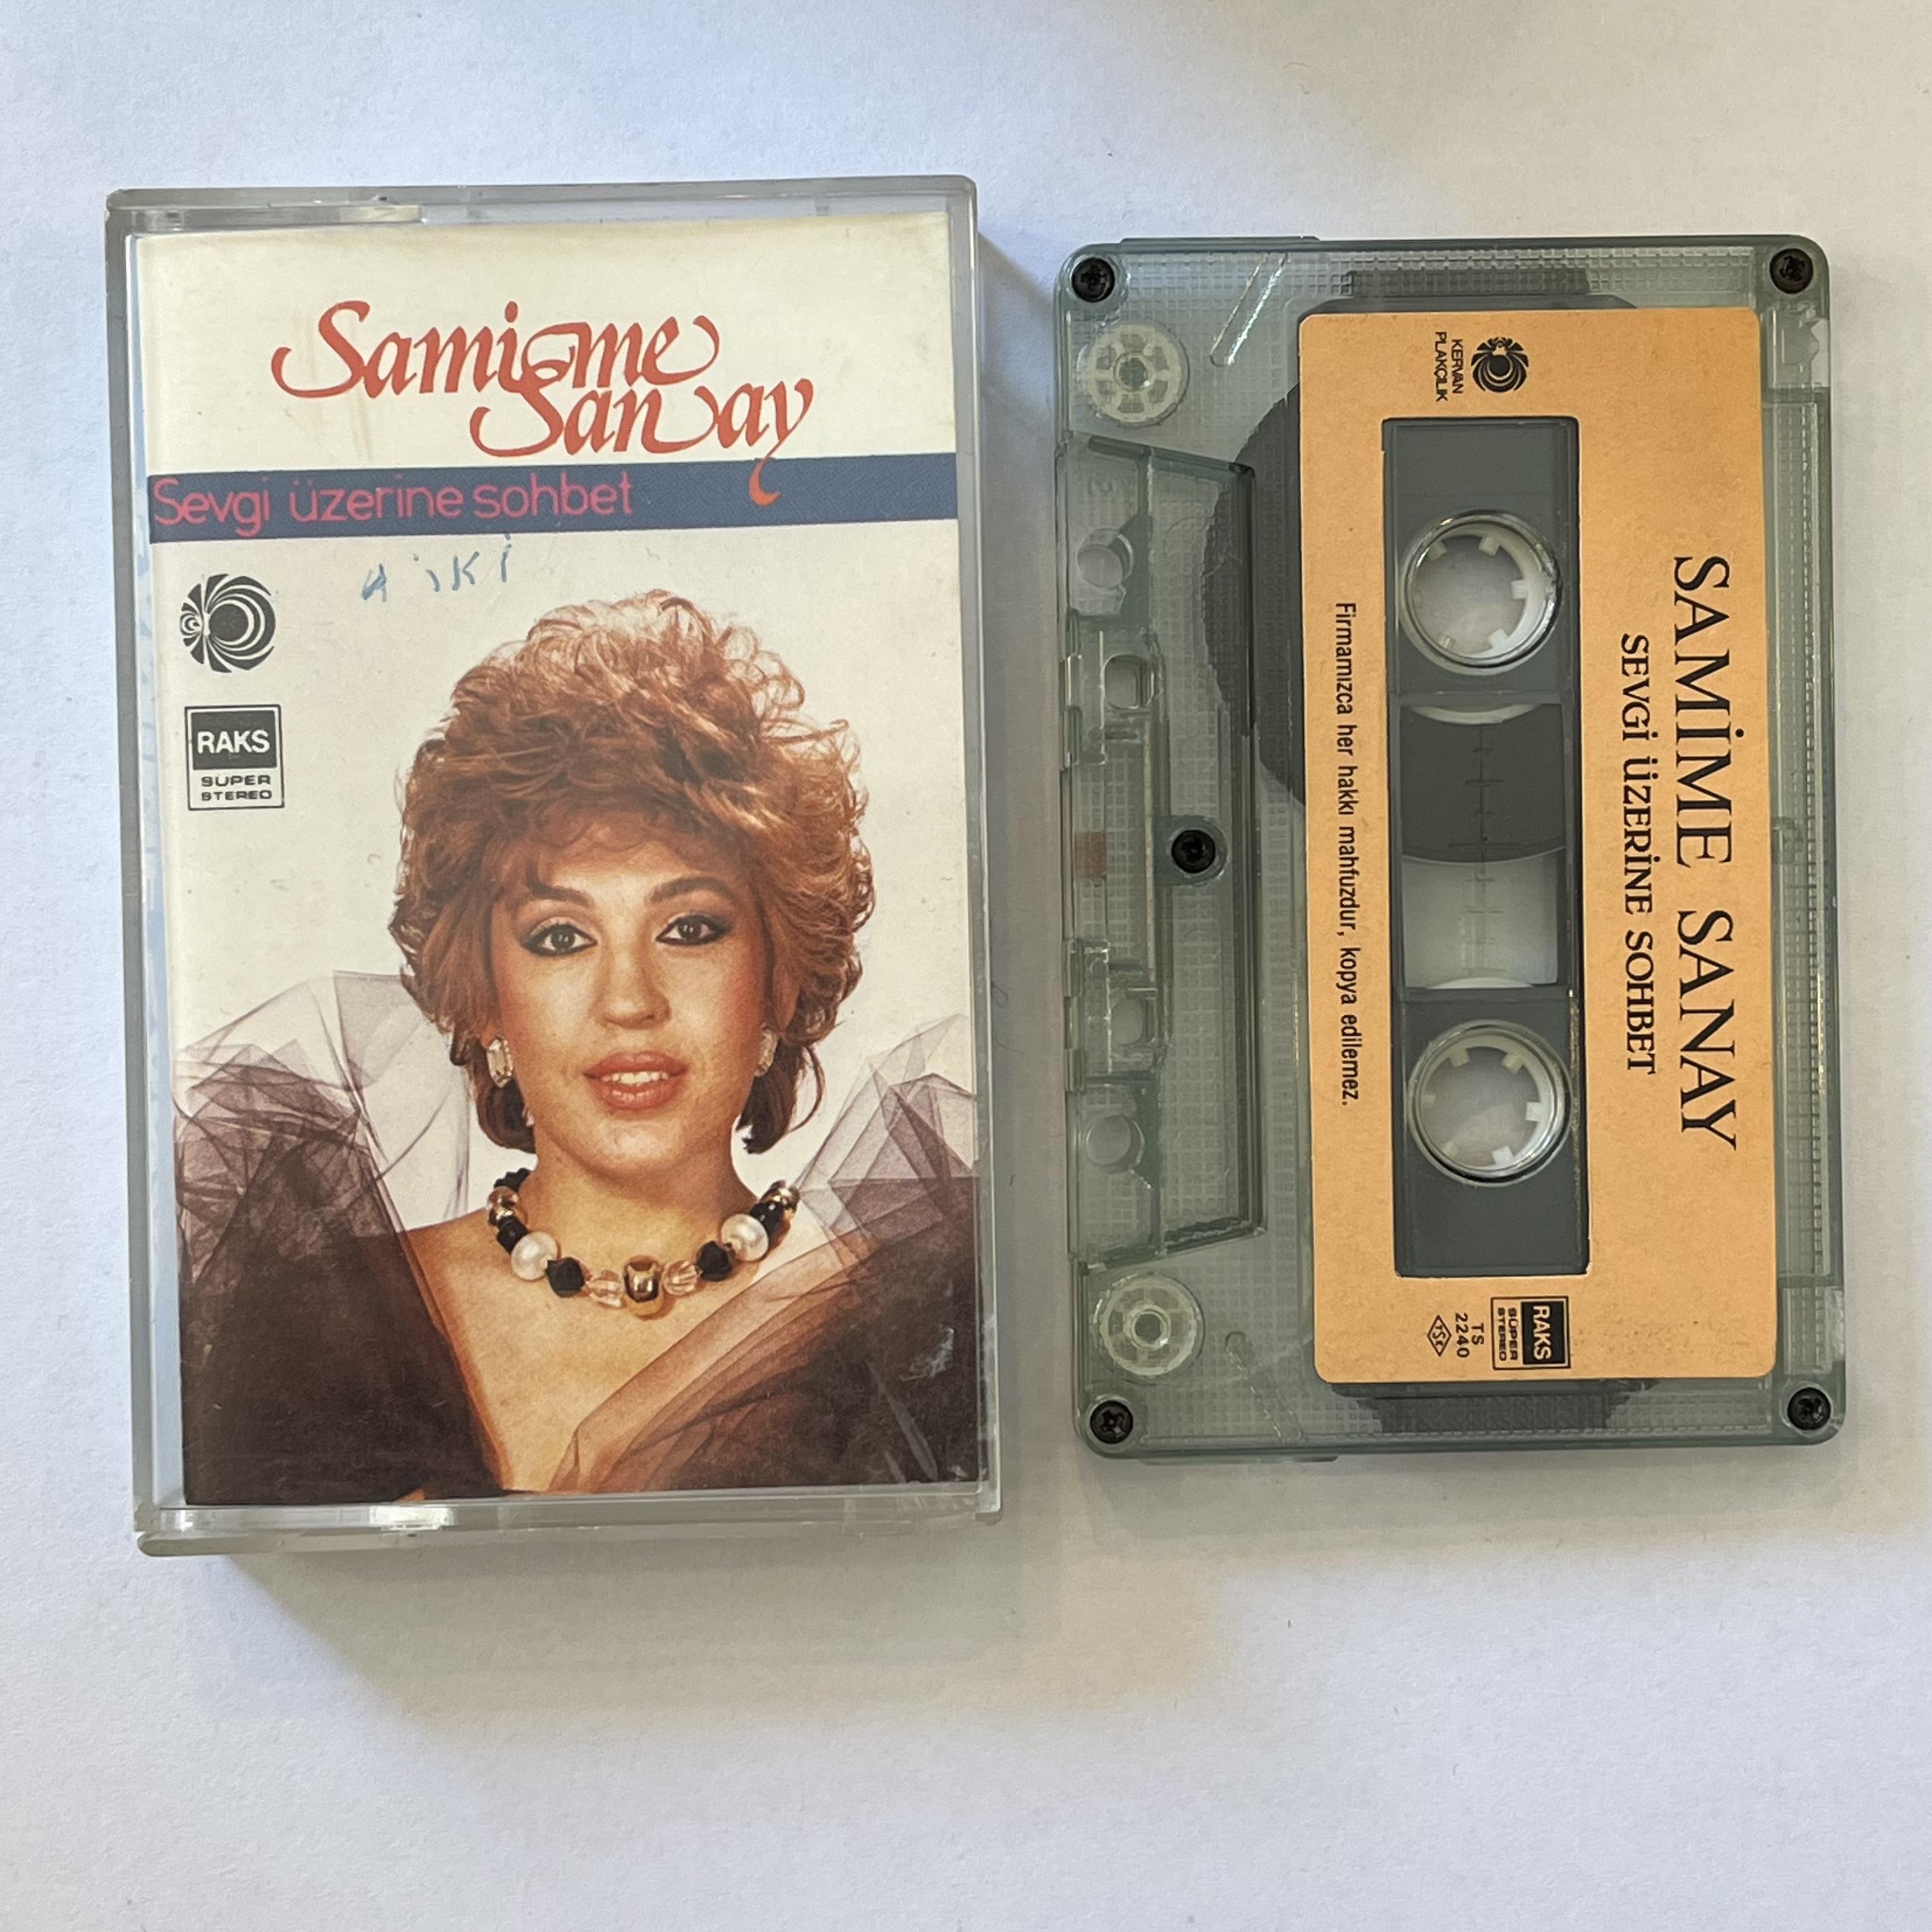 Samime
Sanay
Sevgi üzerine sohbet
RAKS
SÜPER
STEREO
KERVAN
PLAKÇILIK
SAMİME SANAY
SEVGİ ÜZERİNE SOHBET
Firmamızca her hakkı mahfuzdur, kopya edilemez.
RAKS
SÜPER
STEREO
TS
2240
TSE